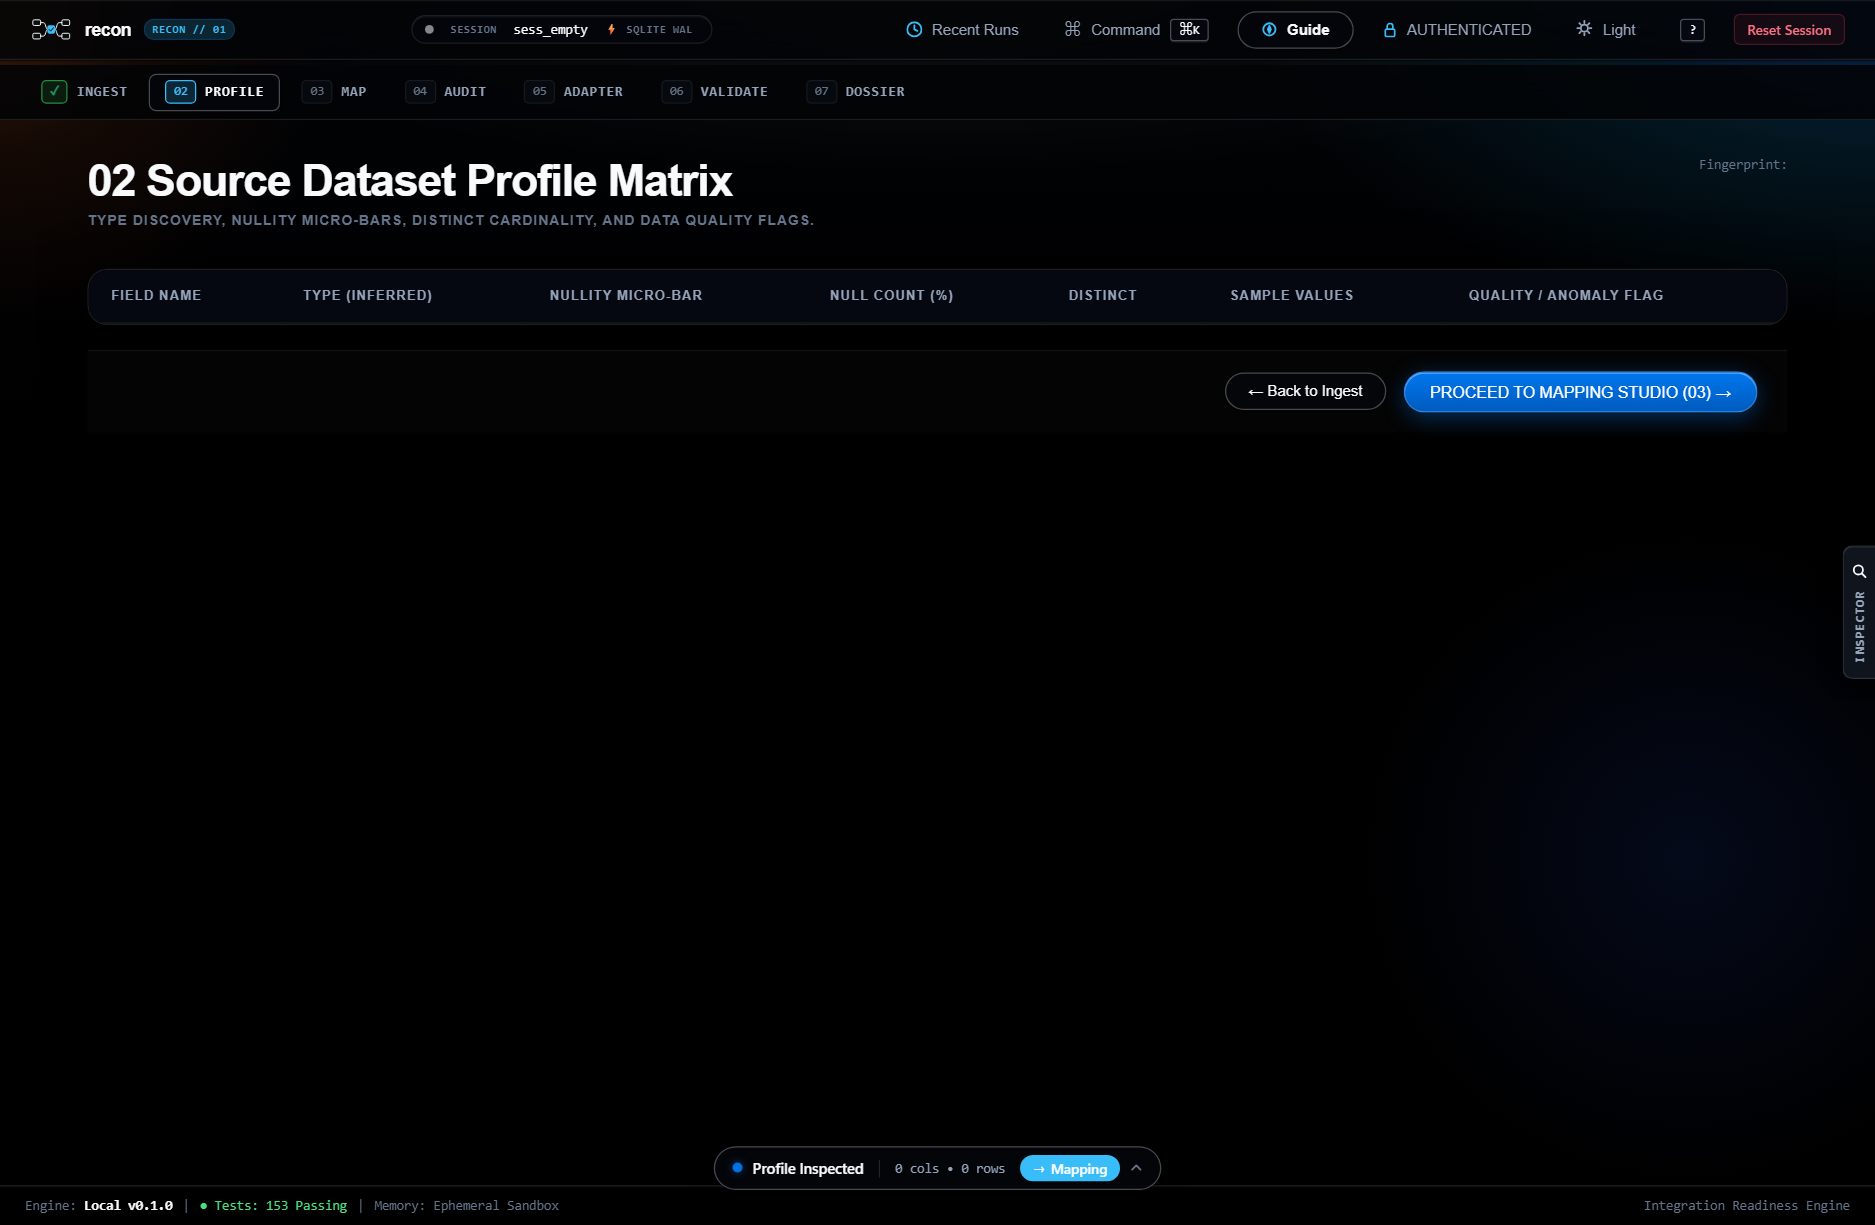 recon RECON // 01 SESSION sess_empty SQLITE WAL Recent Runs Command ⌘K Guide AUTHENTICATED Light ? Reset Session
✓ INGEST 02 PROFILE 03 MAP 04 AUDIT 05 ADAPTER 06 VALIDATE 07 DOSSIER
02 Source Dataset Profile Matrix
Fingerprint:
TYPE DISCOVERY, NULLITY MICRO-BARS, DISTINCT CARDINALITY, AND DATA QUALITY FLAGS.
FIELD NAME TYPE (INFERRED) NULLITY MICRO-BAR NULL COUNT (%) DISTINCT SAMPLE VALUES QUALITY / ANOMALY FLAG
← Back to Ingest PROCEED TO MAPPING STUDIO (03) →
INSPECTOR
Profile Inspected 0 cols • 0 rows → Mapping
Engine: Local v0.1.0 | ● Tests: 153 Passing | Memory: Ephemeral Sandbox Integration Readiness Engine